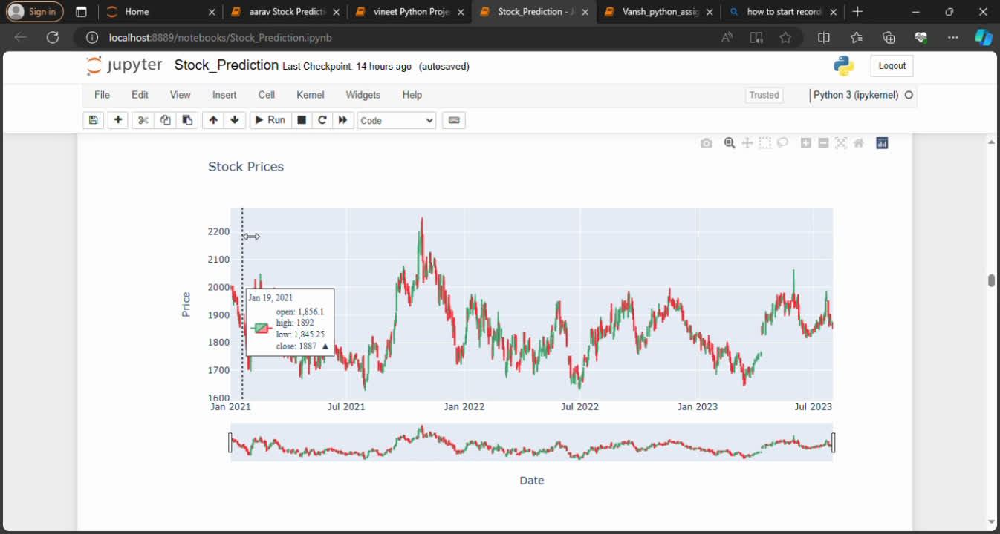 Sign in
Home
aarav Stock Predicti
vineet Python Proje
Stock_Prediction - J
Vansh_python_assig
how to start record
localhost:8889/notebooks/Stock_Prediction.ipynb
jupyter Stock_Prediction Last Checkpoint: 14 hours ago (autosaved)
Logout
File Edit View Insert Cell Kernel Widgets Help
Trusted
Python 3 (ipykernel)
Run
Code
Stock Prices
2200
2100
2000
1900
1800
1700
1600
Price
Jan 19, 2021
open: 1,856.1
high: 1892
low: 1,845.25
close: 1887 ▲
Jan 2021 Jul 2021 Jan 2022 Jul 2022 Jan 2023 Jul 2023
Date